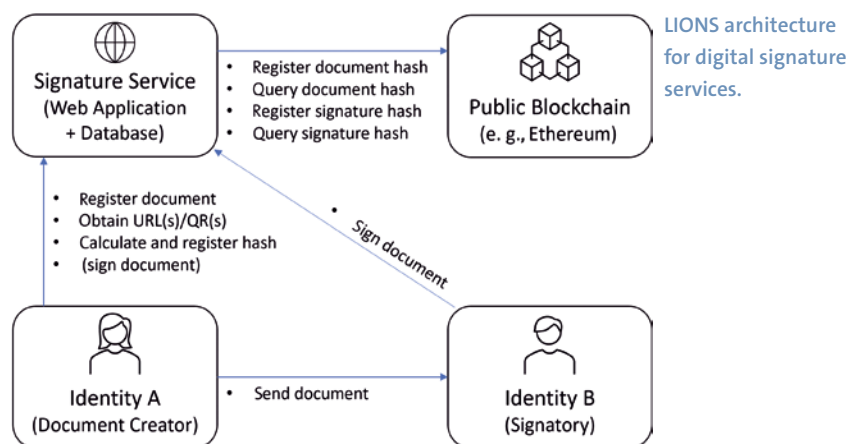 Signature Service
(Web Application
+ Database)
• Register document hash
• Query document hash
• Register signature hash
• Query signature hash
Public Blockchain
(e. g., Ethereum)
LIONS architecture
for digital signature
services.
• Register document
• Obtain URL(s)/QR(s)
• Calculate and register hash
• (sign document)
• Sign document
Identity A
(Document Creator)
• Send document
Identity B
(Signatory)